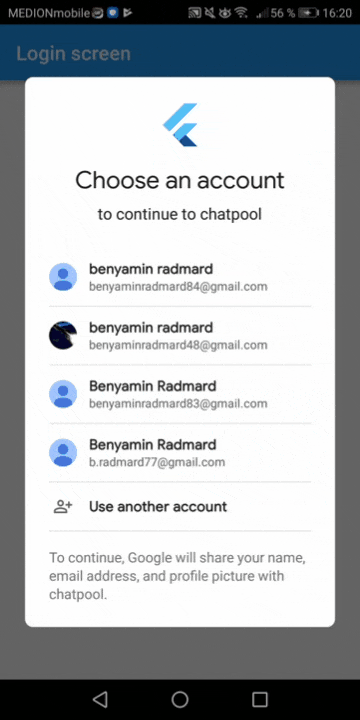 MEDIONmobile 56 % 16:20
Login screen
Choose an account
to continue to chatpool
benyamin radmard
benyaminradmard84@gmail.com
benyamin radmard
benyaminradmard48@gmail.com
Benyamin Radmard
benyaminradmard83@gmail.com
Benyamin Radmard
b.radmard77@gmail.com
Use another account
To continue, Google will share your name,
email address, and profile picture with
chatpool.